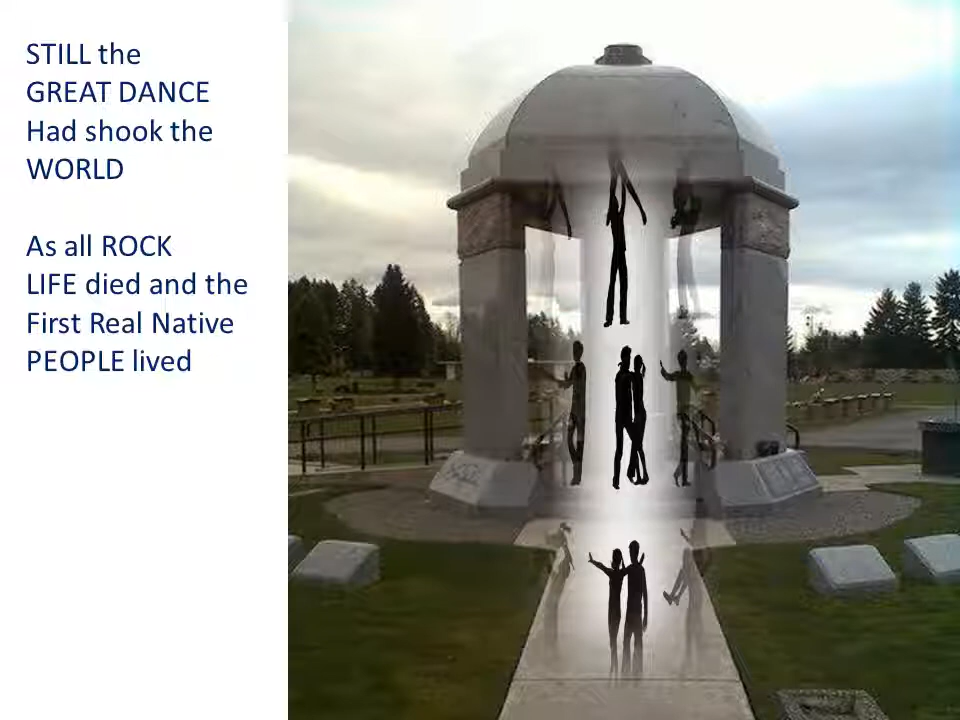 STILL the
GREAT DANCE
Had shook the
WORLD
As all ROCK
LIFE died and the
First Real Native
PEOPLE lived